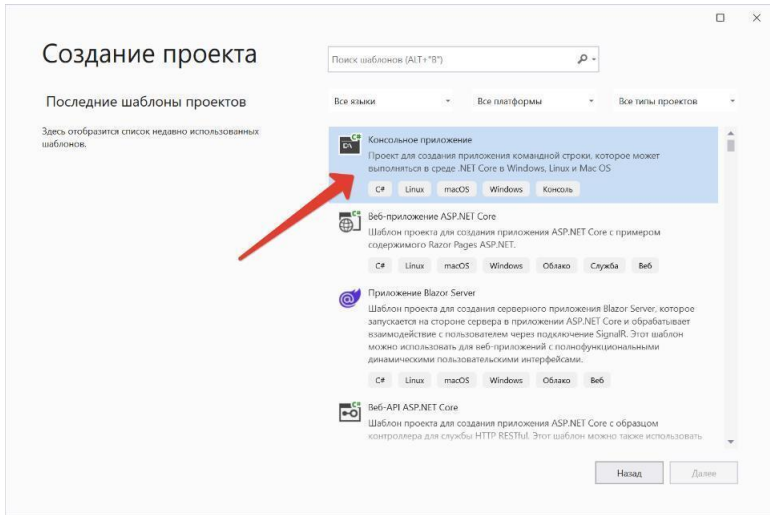 Создание проекта
Поиск шаблонов (ALT+"В")
Последние шаблоны проектов
Все языки
Все платформы
Все типы проектов
Здесь отобразится список недавно использованных
шаблонов.
C#
Консольное приложение
Проект для создания приложения командной строки, которое может
выполняться в среде .NET Core в Windows, Linux и Mac OS
C# Linux macOS Windows Консоль
C#
Веб-приложение ASP.NET Core
Шаблон проекта для создания приложения ASP.NET Core с примером
содержимого Razor Pages ASP.NET.
C# Linux macOS Windows Облако Служба Веб
Приложение Blazor Server
Шаблон проекта для создания серверного приложения Blazor Server, которое
запускается на стороне сервера в приложении ASP.NET Core и обрабатывает
взаимодействие с пользователем через подключение SignalR. Этот шаблон
можно использовать для веб-приложений с полнофункциональными
динамическими пользовательскими интерфейсами.
C# Linux macOS Windows Облако Веб
C#
Веб-API ASP.NET Core
Шаблон проекта для создания приложения ASP.NET Core с образцом
контроллера для службы HTTP RESTful. Этот шаблон можно также использовать
Назад
Далее